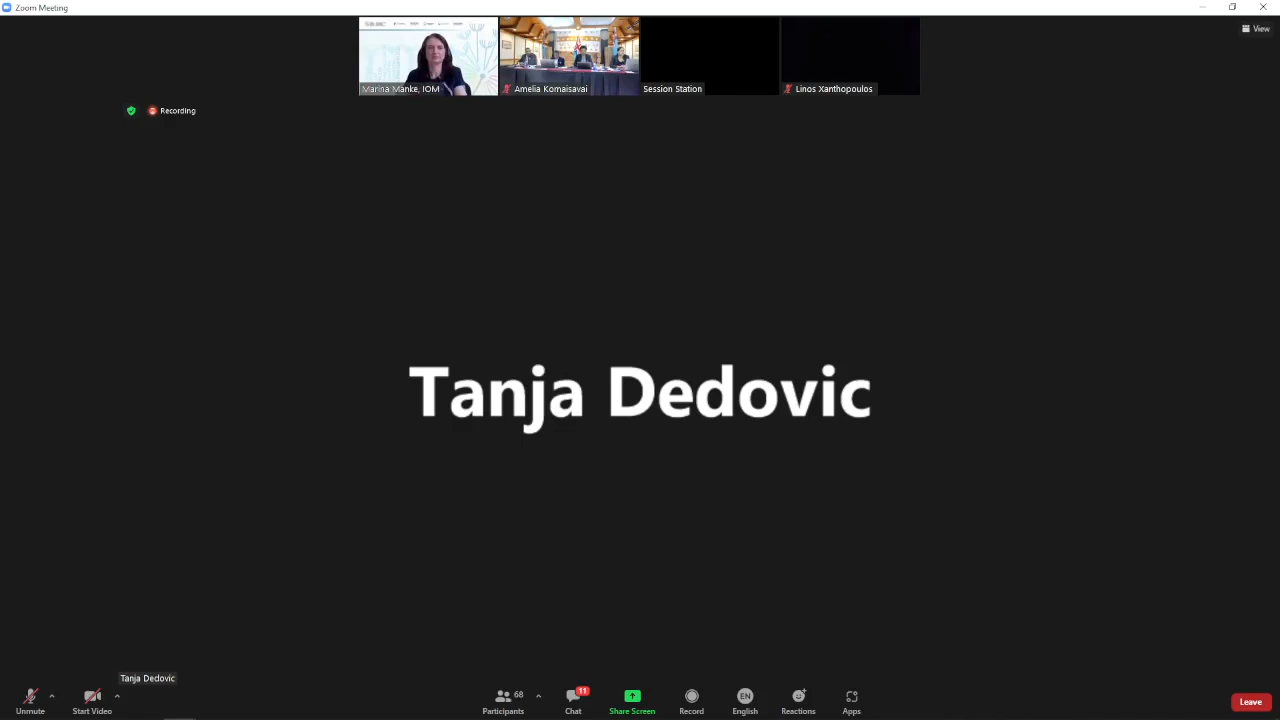 Zoom Meeting
View
Marina Manke, IOM
Amelia Komaisavai
Session Station
Linos Xanthopoulos
Recording
Tanja Dedovic
Tanja Dedovic
68
11
EN
Unmute
Start Video
Participants
Chat
Share Screen
Record
English
Reactions
Apps
Leave